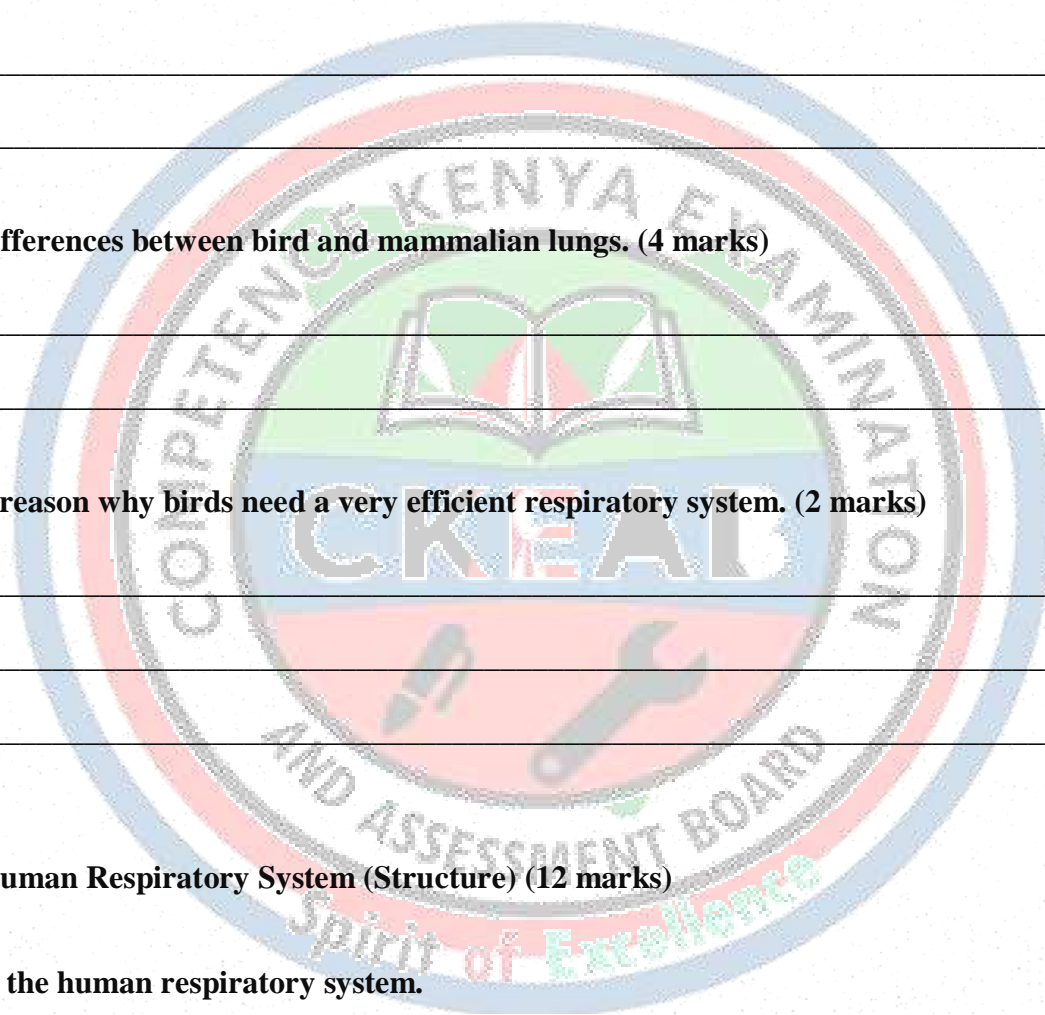 ifferences between bird and mammalian lungs. (4 marks)
reason why birds need a very efficient respiratory system. (2 marks)
uman Respiratory System (Structure) (12 marks)
the human respiratory system.
COMPETENCE KENYA EXAMINATION
CKEAB
AND ASSESSMENT BOARD
Spirit of Excellence